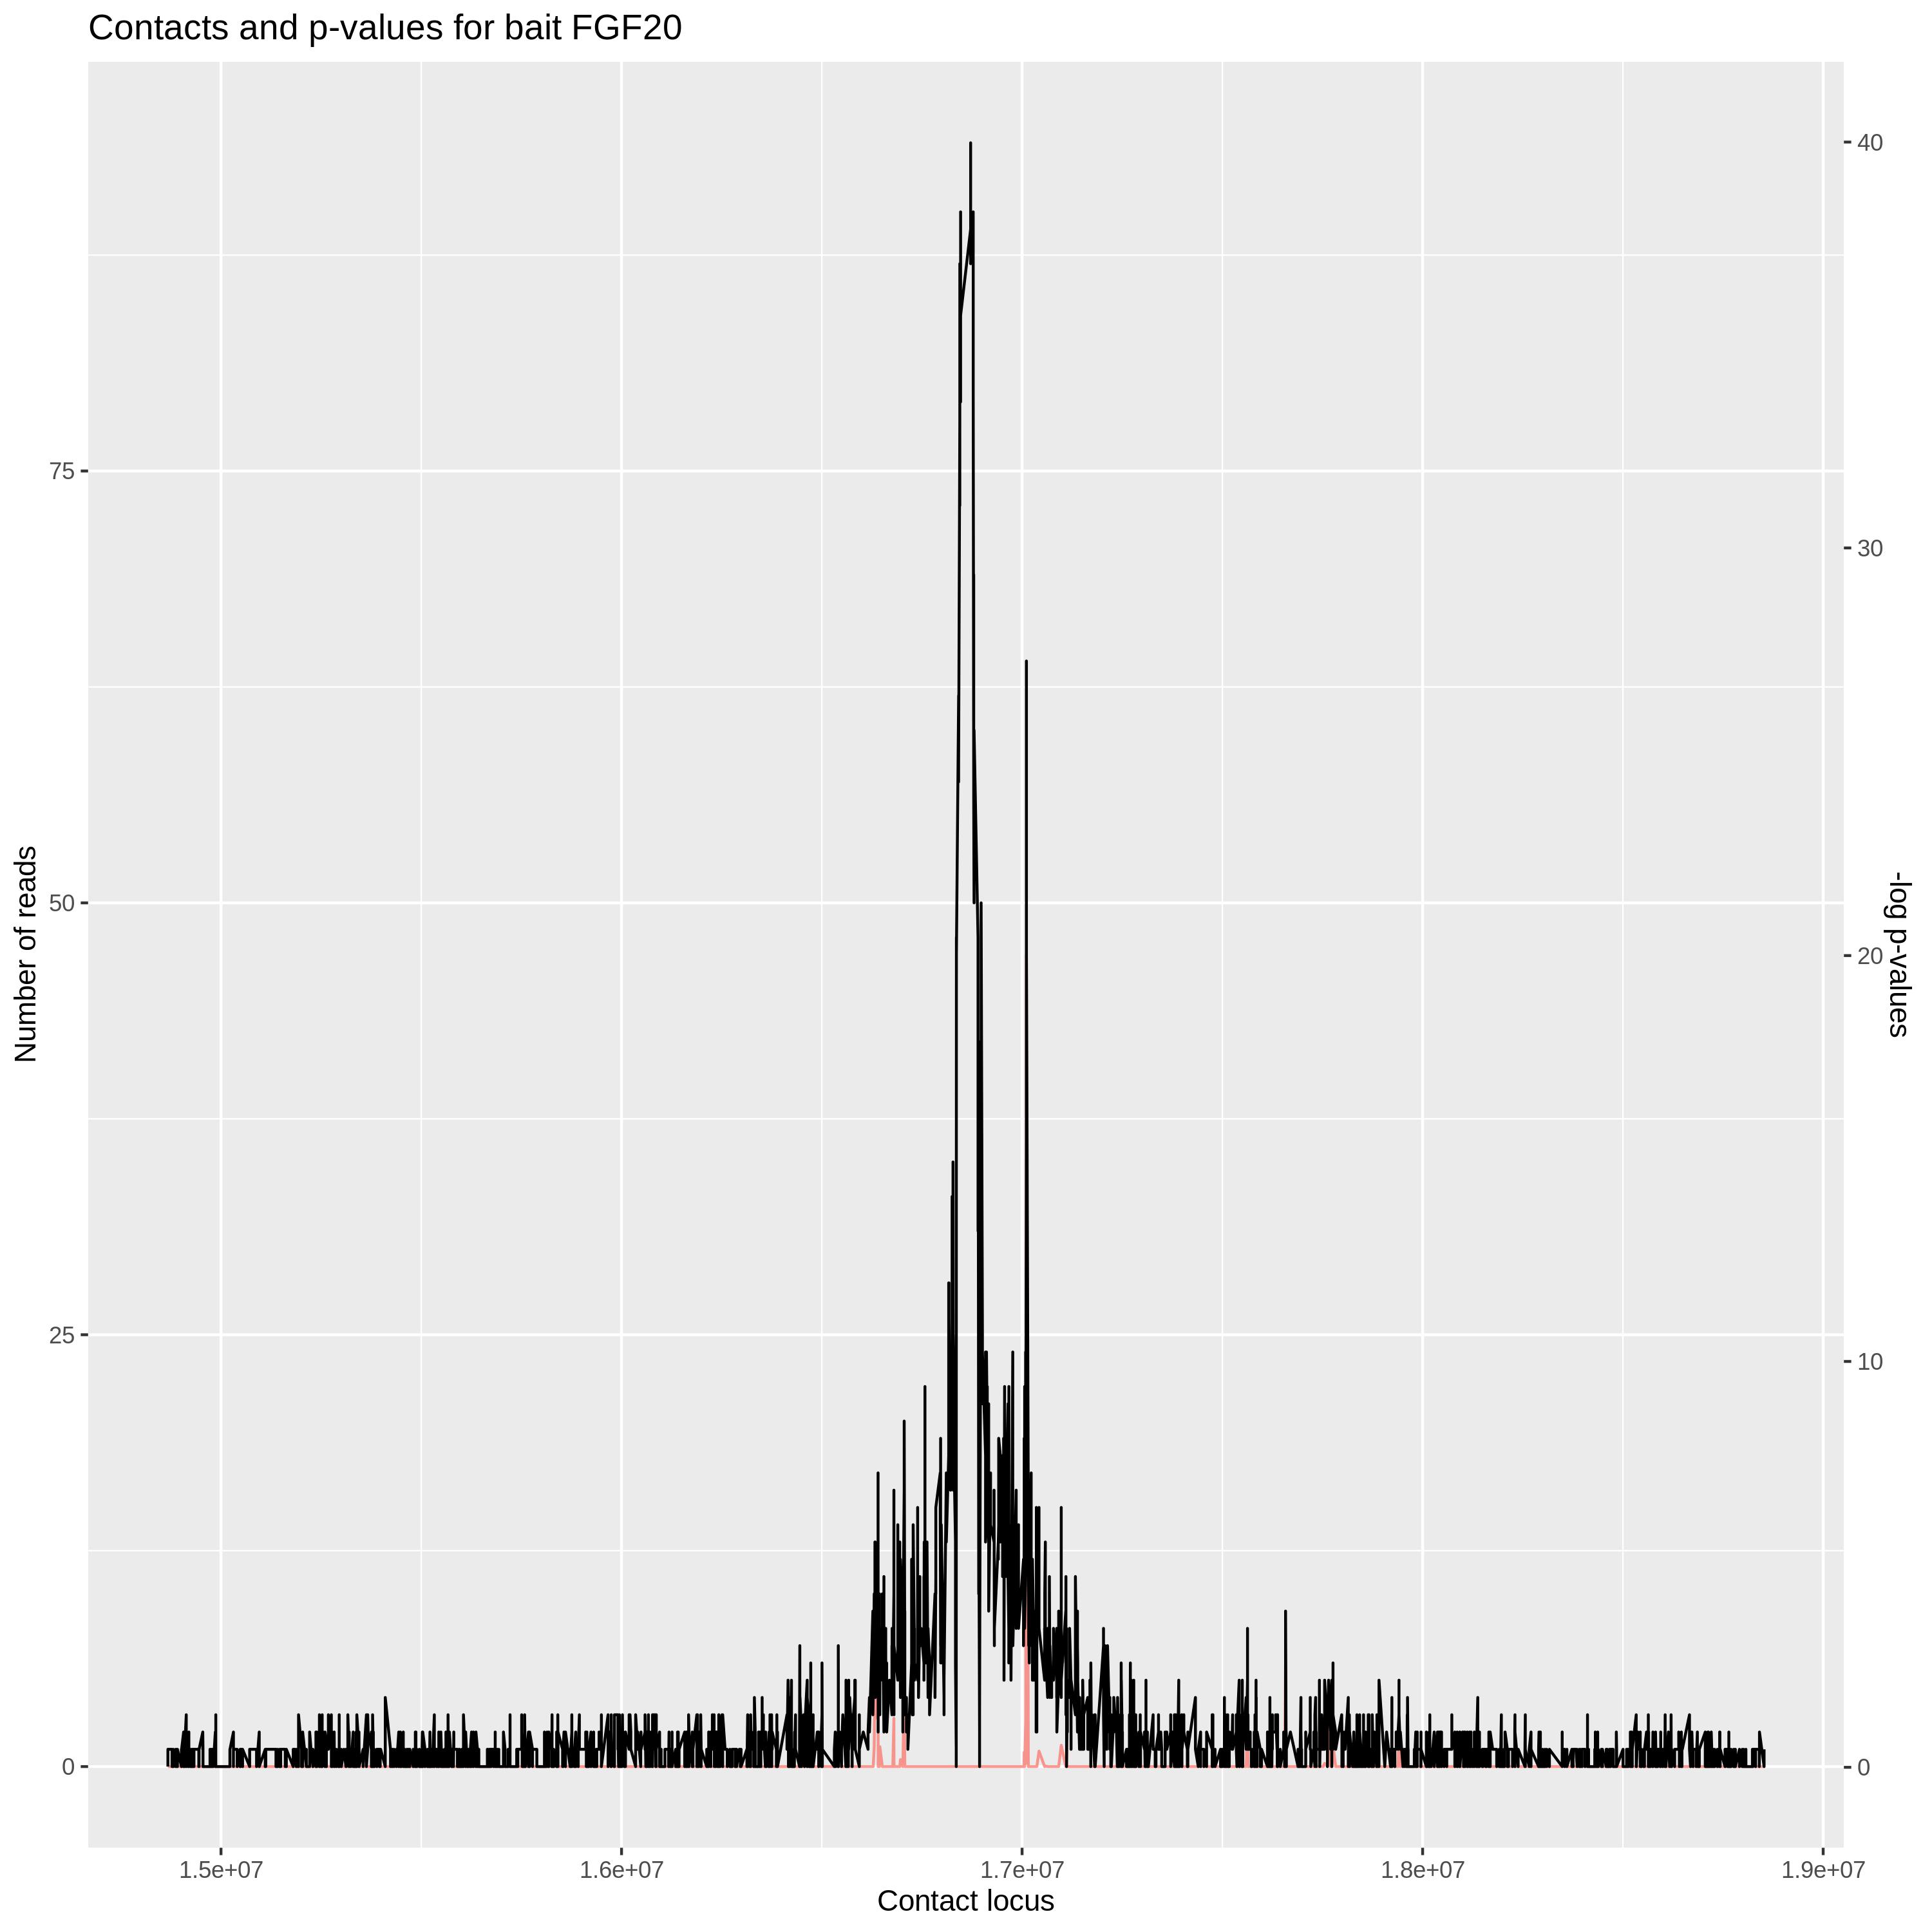 Contacts and p-values for bait FGF20
40
75
30
50
20
25
10
0
0
Number of reads
-log p-values
1.5e+07 1.6e+07 1.7e+07 1.8e+07 1.9e+07
Contact locus